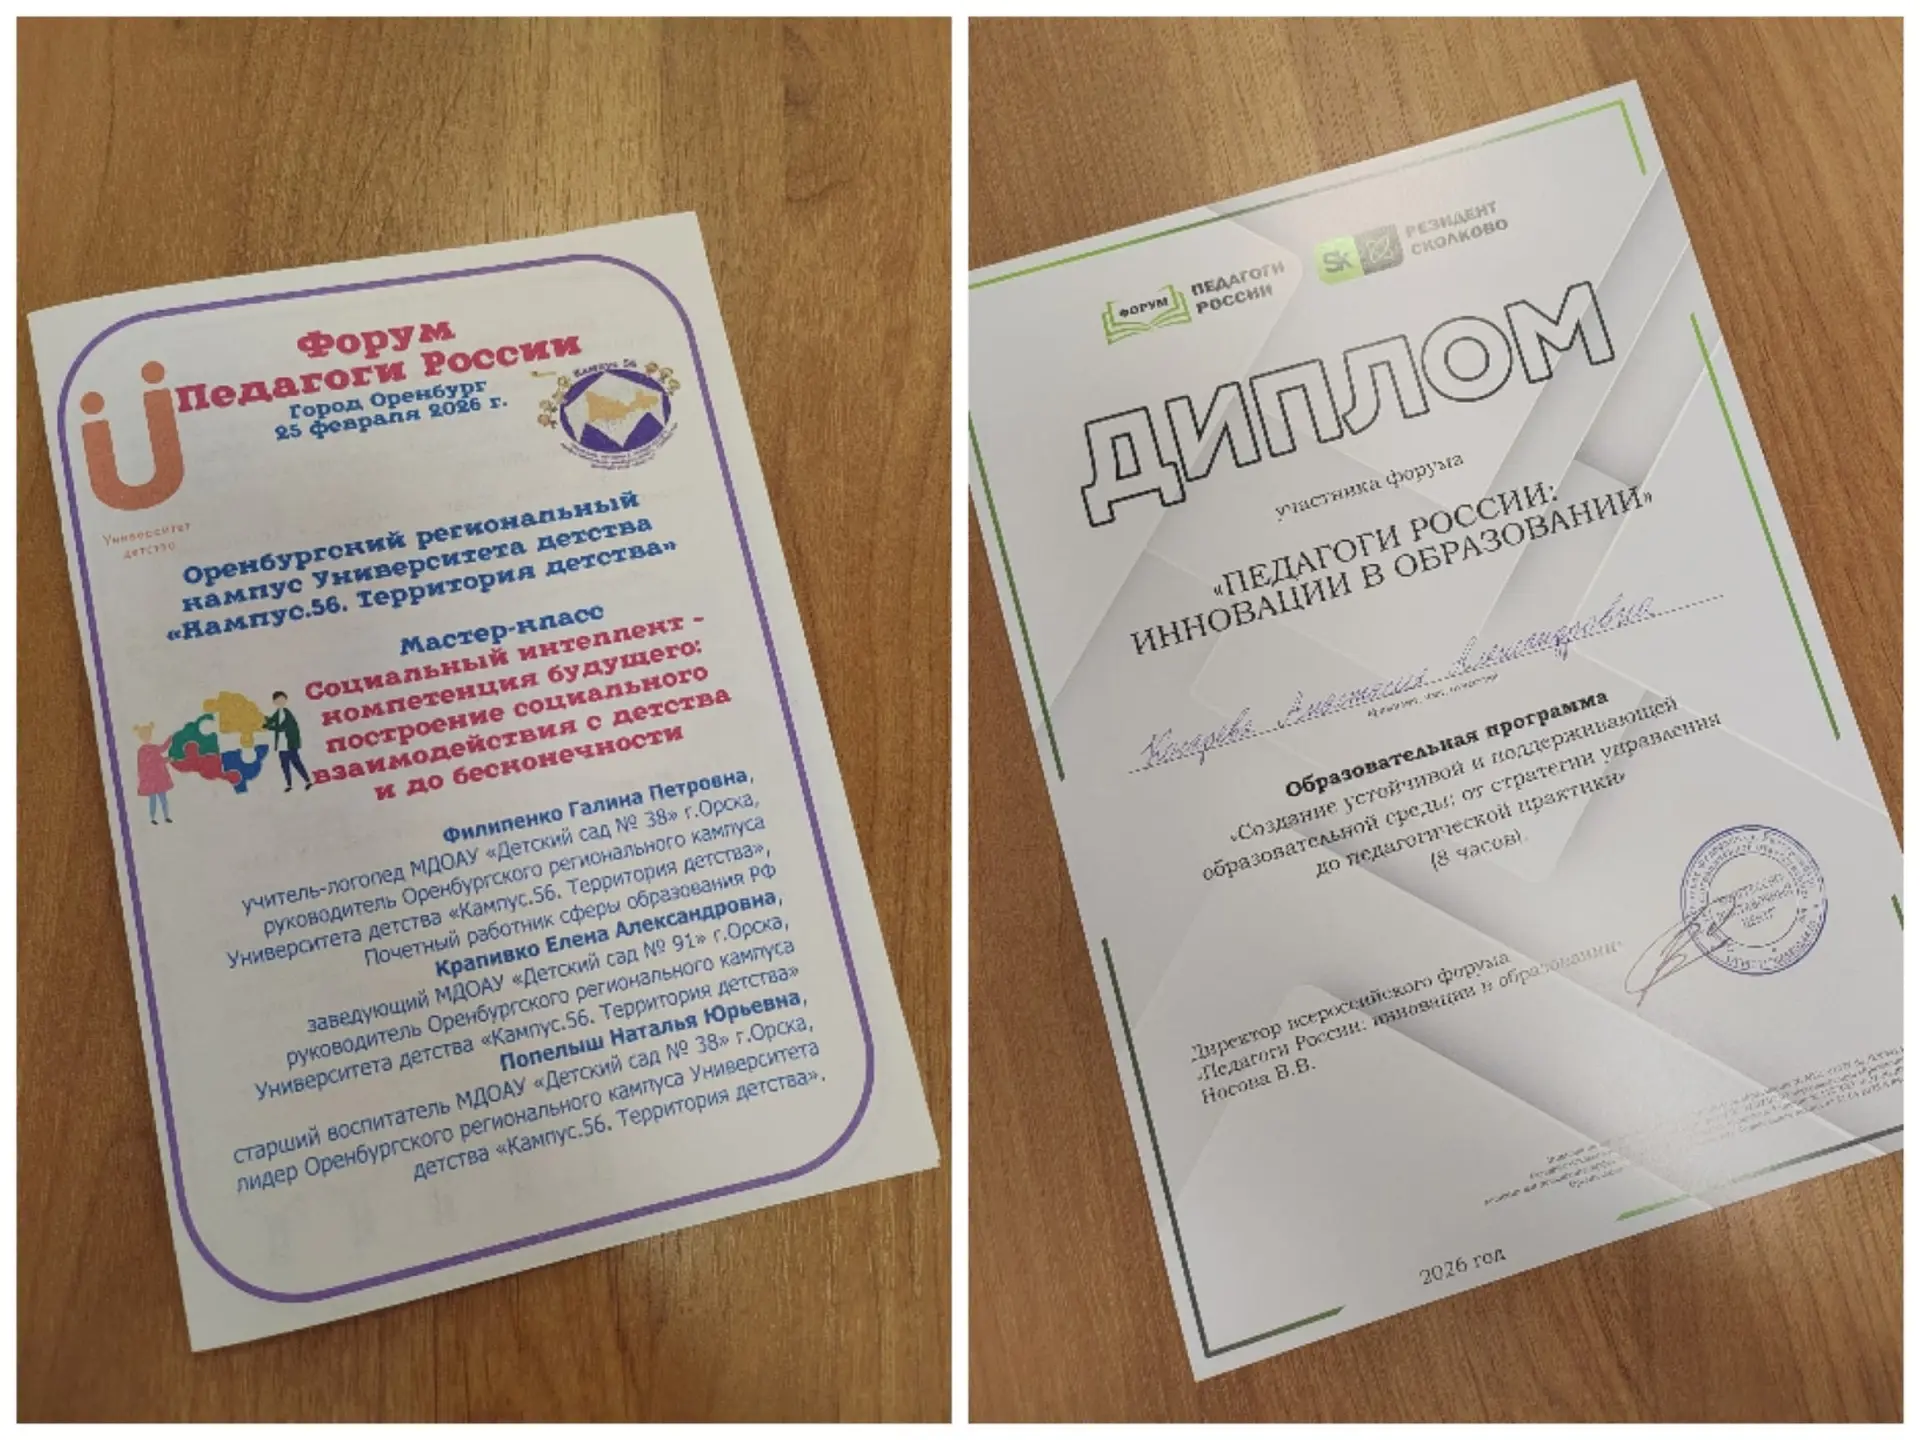 Форум
Педагоги России
Город Оренбург
25 февраля 2026 г.
Кампус 56
Университет
детства
Оренбургский региональный
кампус Университета детства
«Кампус.56. Территория детства»
Мастер-класс
Социальный интеллект –
компетенция будущего:
построение социального
взаимодействия с детства
и до бесконечности
Филипенко Галина Петровна,
учитель-логопед МДОАУ «Детский сад № 38» г.Орска,
руководитель Оренбургского регионального кампуса
Университета детства «Кампус.56. Территория детства»,
Почетный работник сферы образования РФ
Крапивко Елена Александровна,
заведующий МДОАУ «Детский сад № 91» г.Орска,
руководитель Оренбургского регионального кампуса
Университета детства «Кампус.56. Территория детства»
Попелыш Наталья Юрьевна,
старший воспитатель МДОАУ «Детский сад № 38» г.Орска,
лидер Оренбургского регионального кампуса Университета
детства «Кампус.56. Территория детства».
ФОРУМ
ПЕДАГОГИ
РОССИИ
Sk
РЕЗИДЕНТ
СКОЛКОВО
ДИПЛОМ
участника форума
«ПЕДАГОГИ РОССИИ:
ИННОВАЦИИ В ОБРАЗОВАНИИ»
Анастасия Александровна
Образовательная программа
«Создание устойчивой и поддерживающей
образовательной среды: от стратегии управления
до педагогической практики»
(8 часов).
Директор всероссийского форума
«Педагоги России: инновации в образовании»
Носова В.В.
2026 год